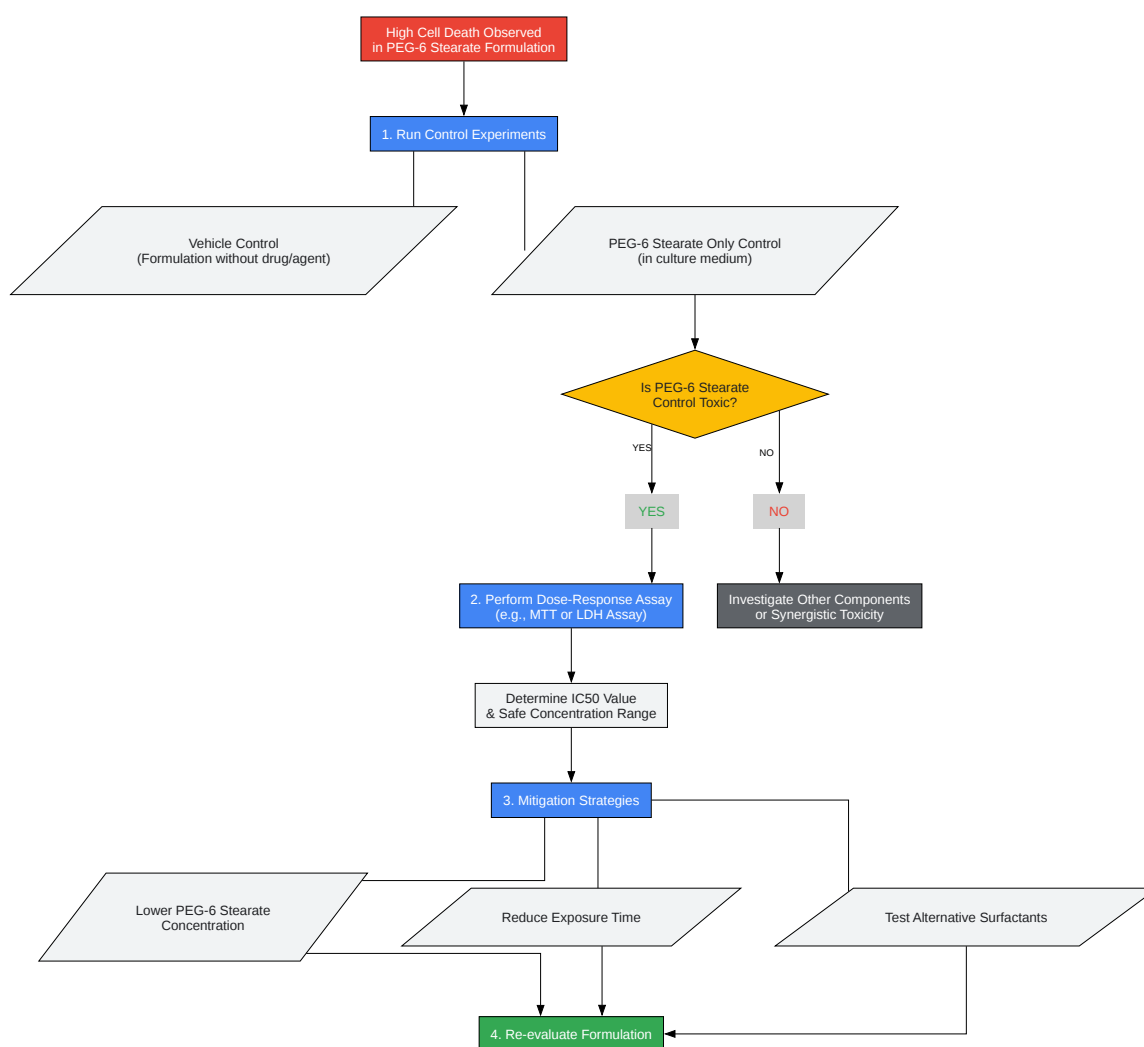 High Cell Death Observed
in PEG-6 Stearate Formulation
1. Run Control Experiments
Vehicle Control
(Formulation without drug/agent)
PEG-6 Stearate Only Control
(in culture medium)
Is PEG-6 Stearate
Control Toxic?
YES
NO
YES
NO
2. Perform Dose-Response Assay
(e.g., MTT or LDH Assay)
Investigate Other Components
or Synergistic Toxicity
Determine IC50 Value
& Safe Concentration Range
3. Mitigation Strategies
Lower PEG-6 Stearate
Concentration
Reduce Exposure Time
Test Alternative Surfactants
4. Re-evaluate Formulation